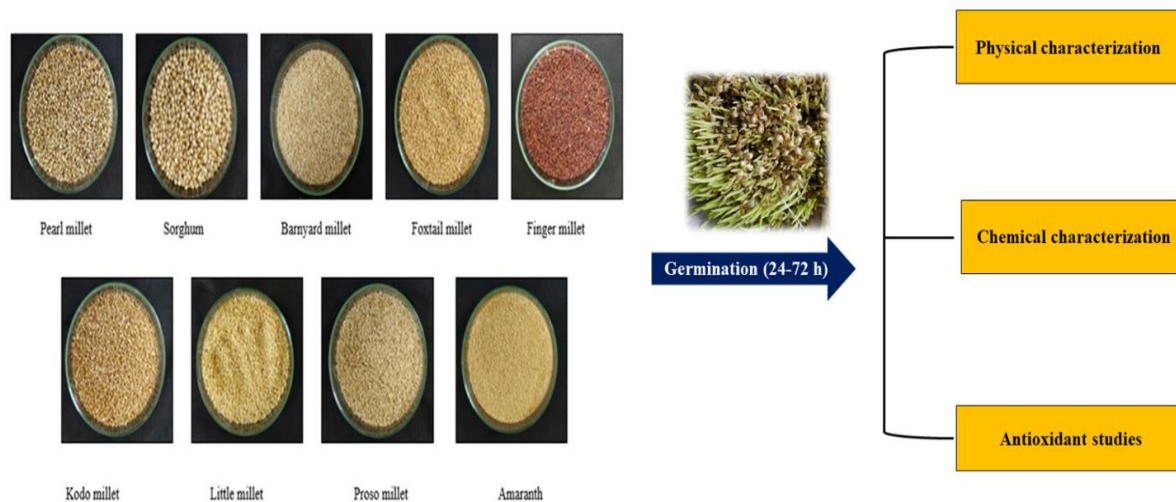 Pearl millet
Sorghum
Barnyard millet
Foxtail millet
Finger millet
Kodo millet
Little millet
Proso millet
Amaranth
Germination (24-72 h)
Physical characterization
Chemical characterization
Antioxidant studies